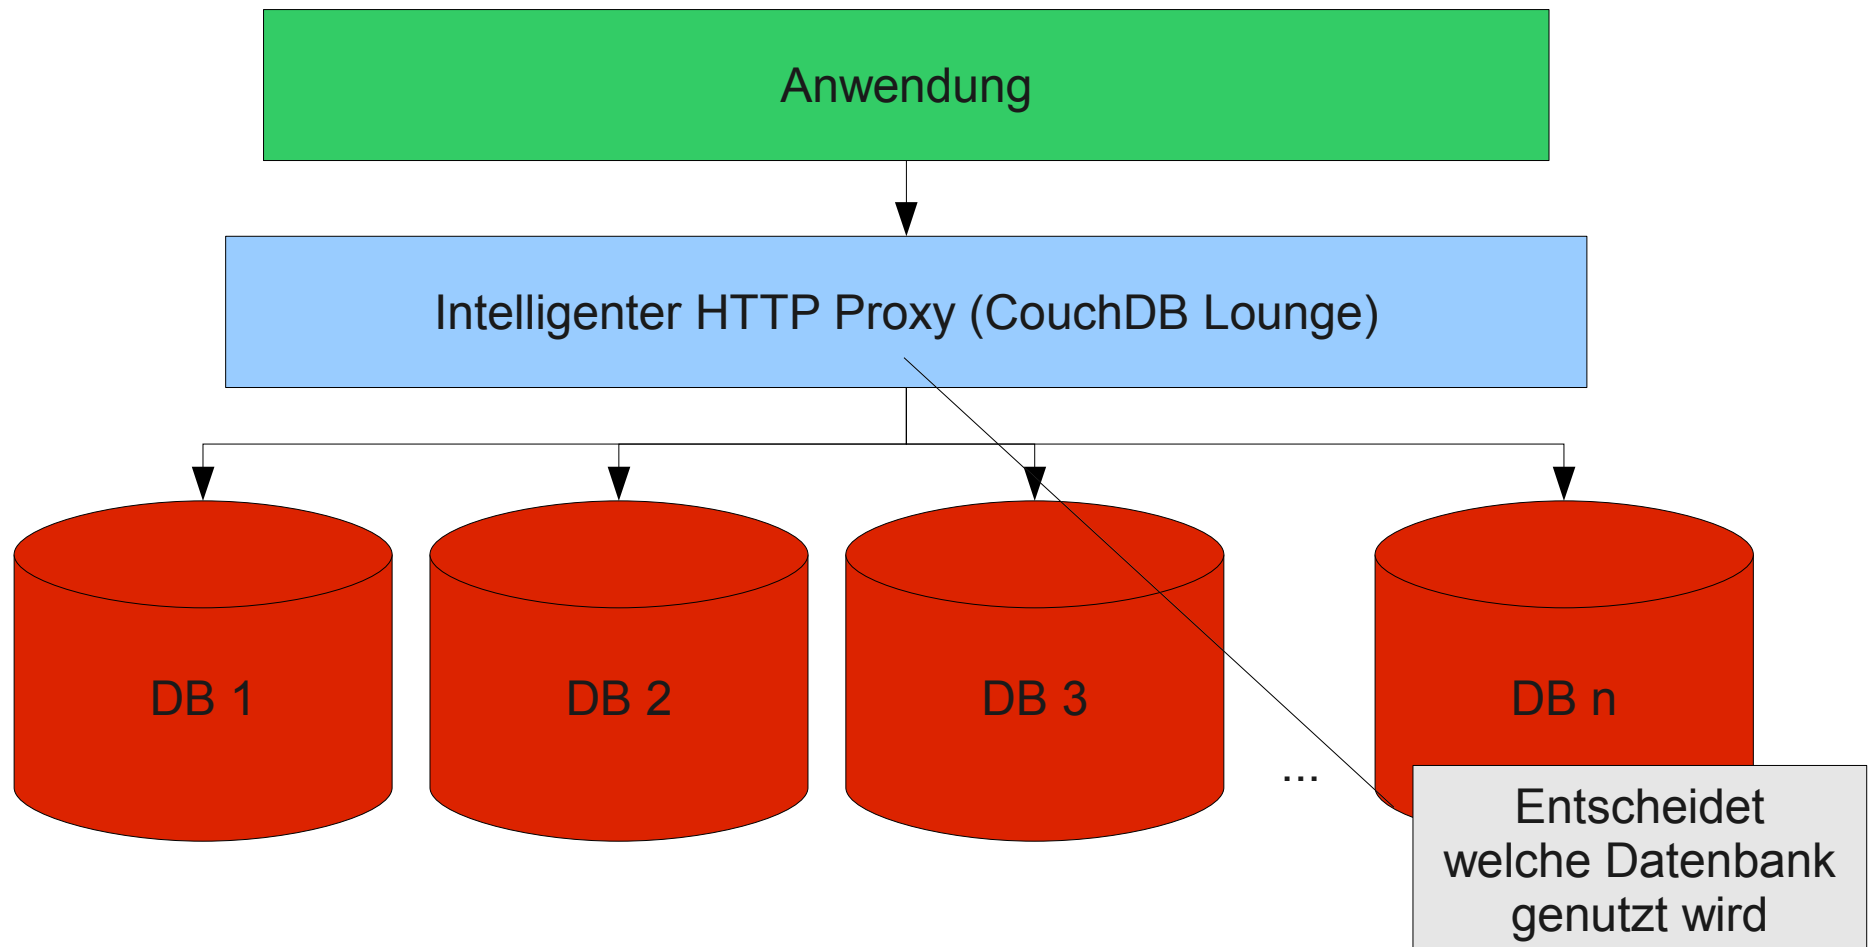 Anwendung
Intelligenter HTTP Proxy (CouchDB Lounge)
DB 1
DB 2
DB 3
...
DB n
Entscheidet
welche Datenbank
genutzt wird